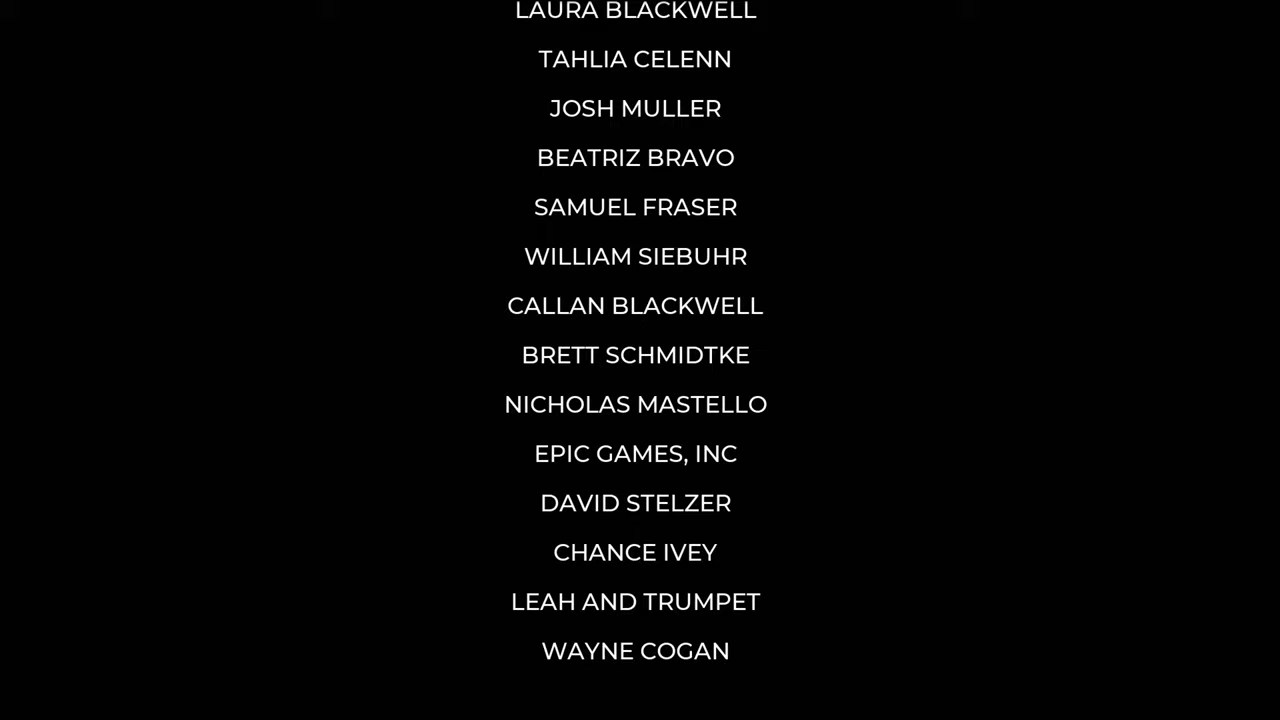 LAURA BLACKWELL
TAHLIA CELENN
JOSH MULLER
BEATRIZ BRAVO
SAMUEL FRASER
WILLIAM SIEBUHR
CALLAN BLACKWELL
BRETT SCHMIDTKE
NICHOLAS MASTELLO
EPIC GAMES, INC
DAVID STELZER
CHANCE IVEY
LEAH AND TRUMPET
WAYNE COGAN